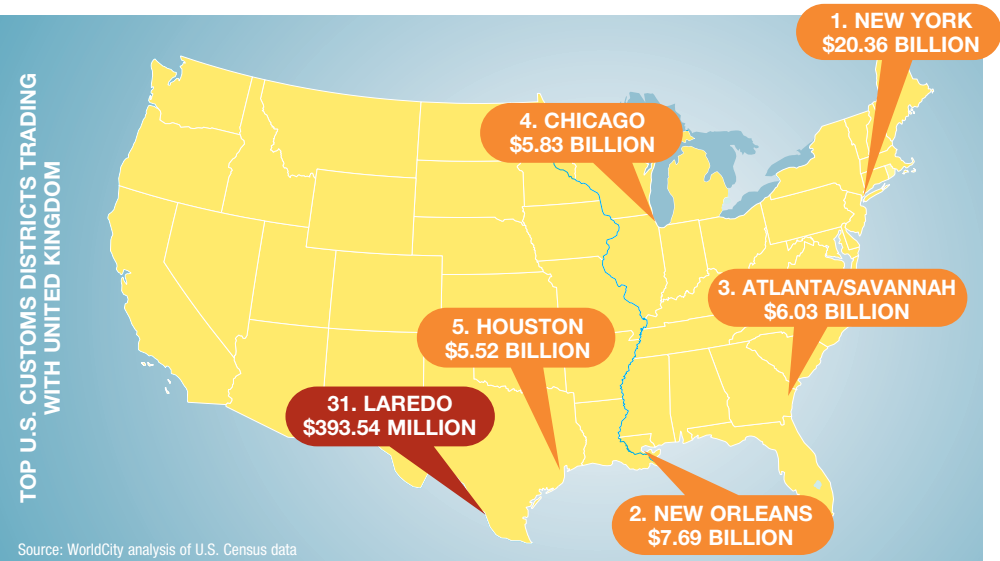 TOP U.S. CUSTOMS DISTRICTS TRADING
WITH UNITED KINGDOM
1. NEW YORK
$20.36 BILLION
4. CHICAGO
$5.83 BILLION
3. ATLANTA/SAVANNAH
$6.03 BILLION
5. HOUSTON
$5.52 BILLION
31. LAREDO
$393.54 MILLION
2. NEW ORLEANS
$7.69 BILLION
Source: WorldCity analysis of U.S. Census data